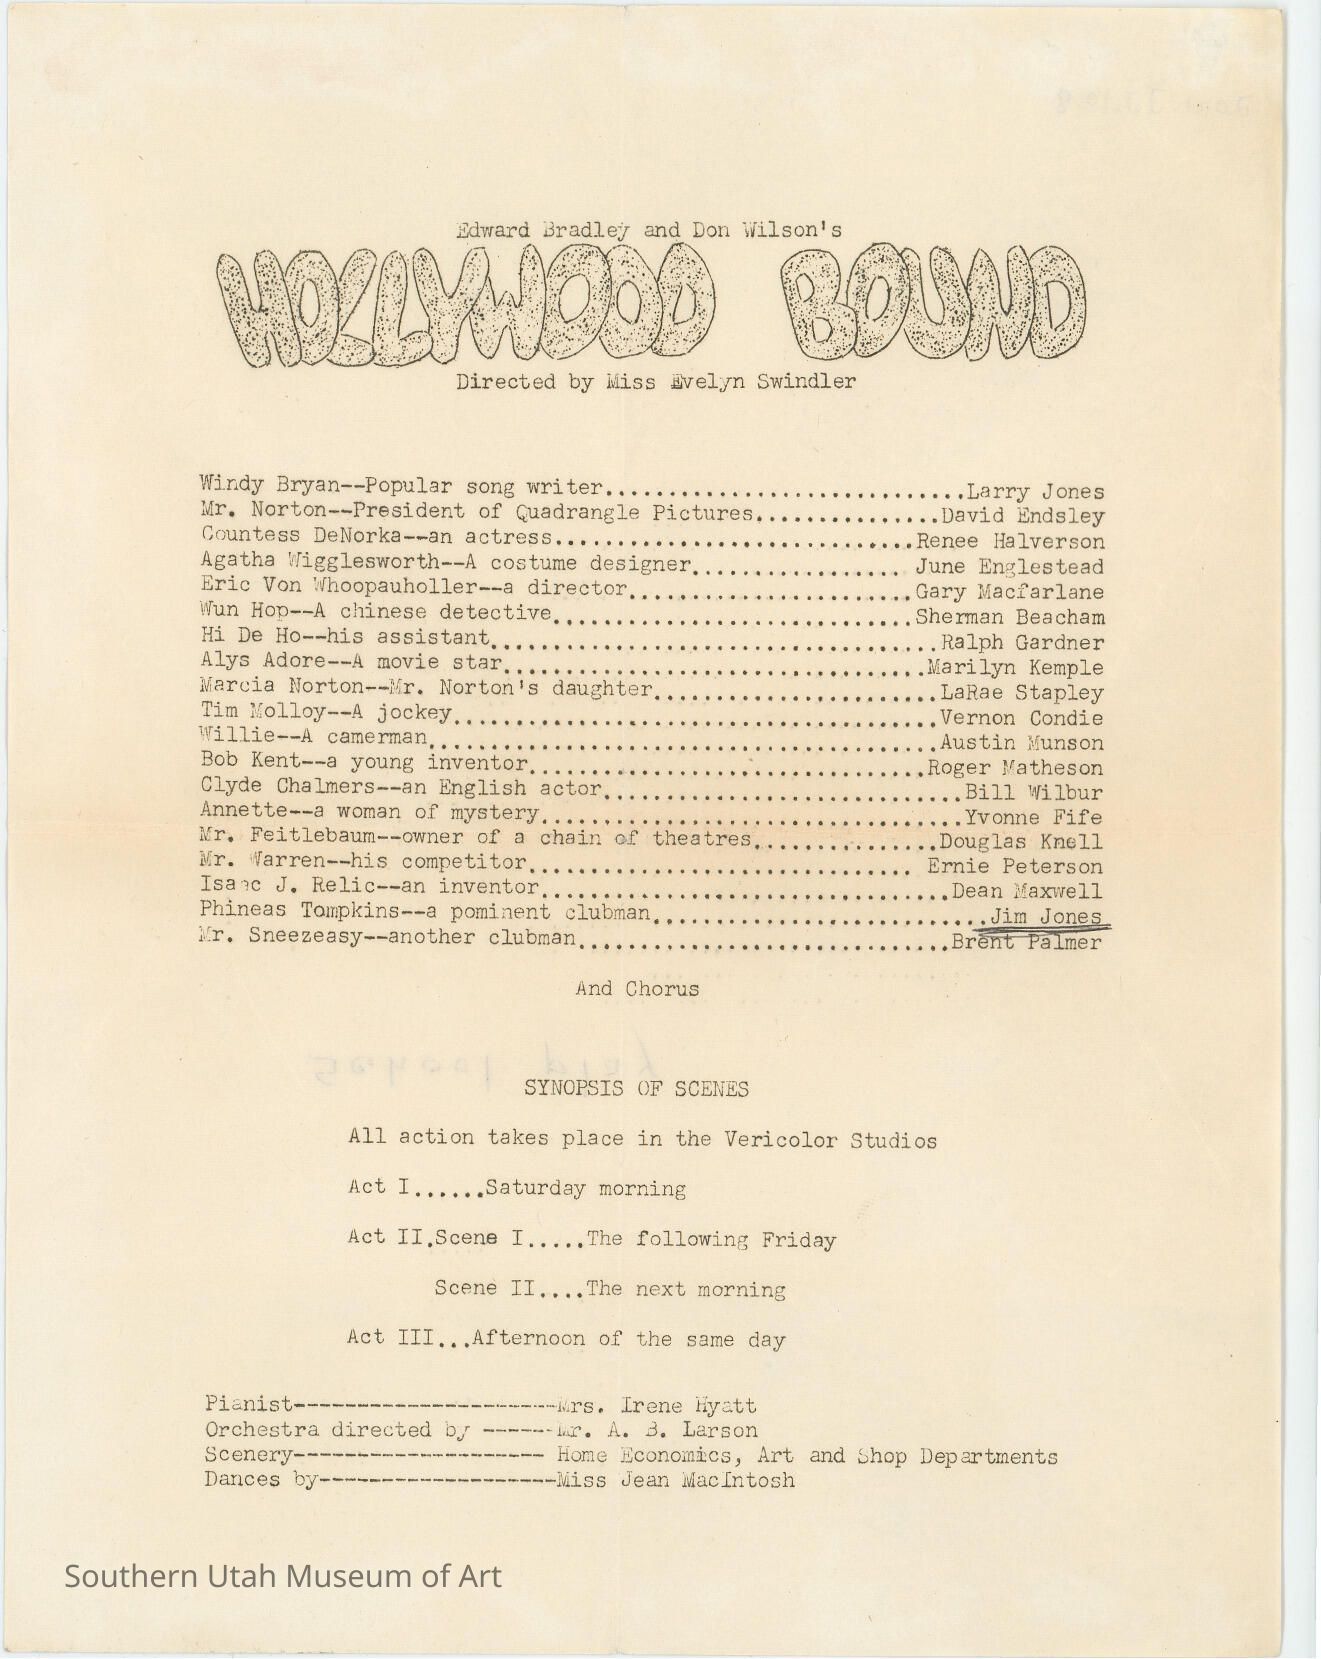 Edward Bradley and Don Wilson's
HOLLYWOOD BOUND
Directed by Miss Evelyn Swindler
Windy Bryan--Popular song writer.............................Larry Jones
Mr. Norton--President of Quadrangle Pictures...............David Endsley
Countess DeNorka--an actress.............................Renee Halverson
Agatha Wigglesworth--A costume designer................. June Englestead
Eric Von Whoopauholler--a director.......................Gary Macfarlane
Wun Hop--A chinese detective.............................Sherman Beacham
Hi De Ho--his assistant....................................Ralph Gardner
Alys Adore--A movie star..................................Marilyn Kemple
Marcia Norton--Mr. Norton's daughter.......................LaRae Stapley
Tim Molloy--A jockey.......................................Vernon Condie
Willie--A camerman.........................................Austin Munson
Bob Kent--a young inventor................................Roger Matheson
Clyde Chalmers--an English actor.............................Bill Wilbur
Annette--a woman of mystery..................................Yvonne Fife
Mr. Feitlebaum--owner of a chain of theatres...............Douglas Knell
Mr. Warren--his competitor............................... Ernie Peterson
Isaac J. Relic--an inventor.................................Dean Maxwell
Phineas Tompkins--a pominent clubman...........................Jim Jones
Mr. Sneezeasy--another clubman..............................Brent Palmer
And Chorus
School play
SYNOPSIS OF SCENES
All action takes place in the Vericolor Studios
Act I......Saturday morning
Act II.Scene I.....The following Friday
Scene II....The next morning
Act III...Afternoon of the same day
Pianist---------------------Mrs. Irene Hyatt
Orchestra directed by ------Mr. A. B. Larson
Scenery-------------------- Home Economics, Art and Shop Departments
Dances by-------------------Miss Jean MacIntosh
Southern Utah Museum of Art